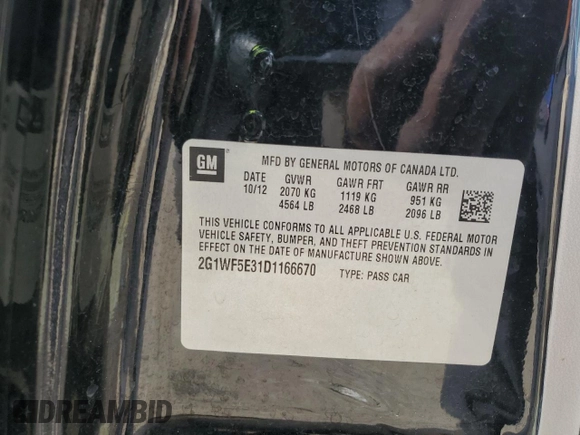 GM
MFD BY GENERAL MOTORS OF CANADA LTD.
DATE GVWR GAWR FRT GAWR RR
10/12 2070 KG 1119 KG 951 KG
4564 LB 2468 LB 2096 LB
THIS VEHICLE CONFORMS TO ALL APPLICABLE U.S. FEDERAL MOTOR
VEHICLE SAFETY, BUMPER, AND THEFT PREVENTION STANDARDS IN
EFFECT ON THE DATE OF MANUFACTURE SHOWN ABOVE.
2G1WF5E31D1166670 TYPE: PASS CAR
DREAMBID